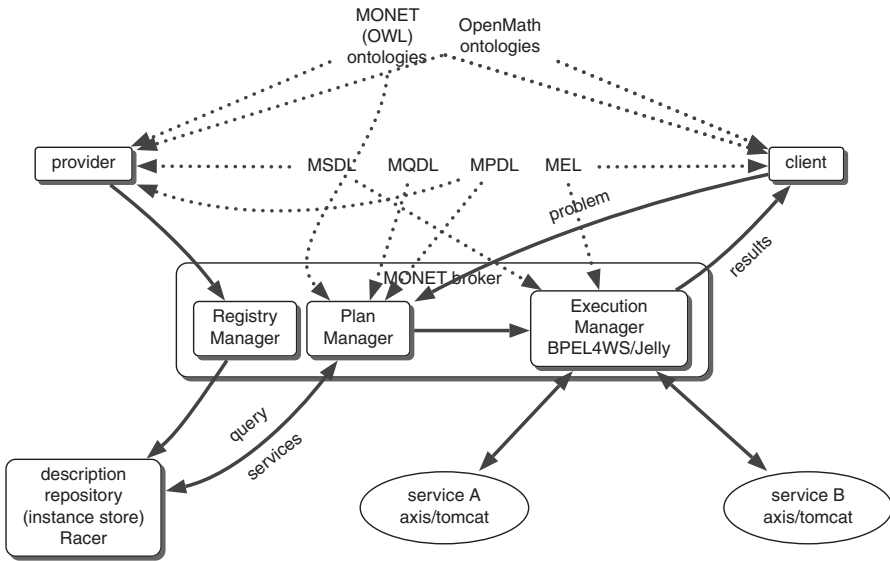 MONET
(OWL)
ontologies
OpenMath
ontologies
provider
MSDL
MQDL
MPDL
MEL
client
problem
results
MONET broker
Registry
Manager
Plan
Manager
Execution
Manager
BPEL4WS/Jelly
query
services
description
repository
(instance store)
Racer
service A
axis/tomcat
service B
axis/tomcat